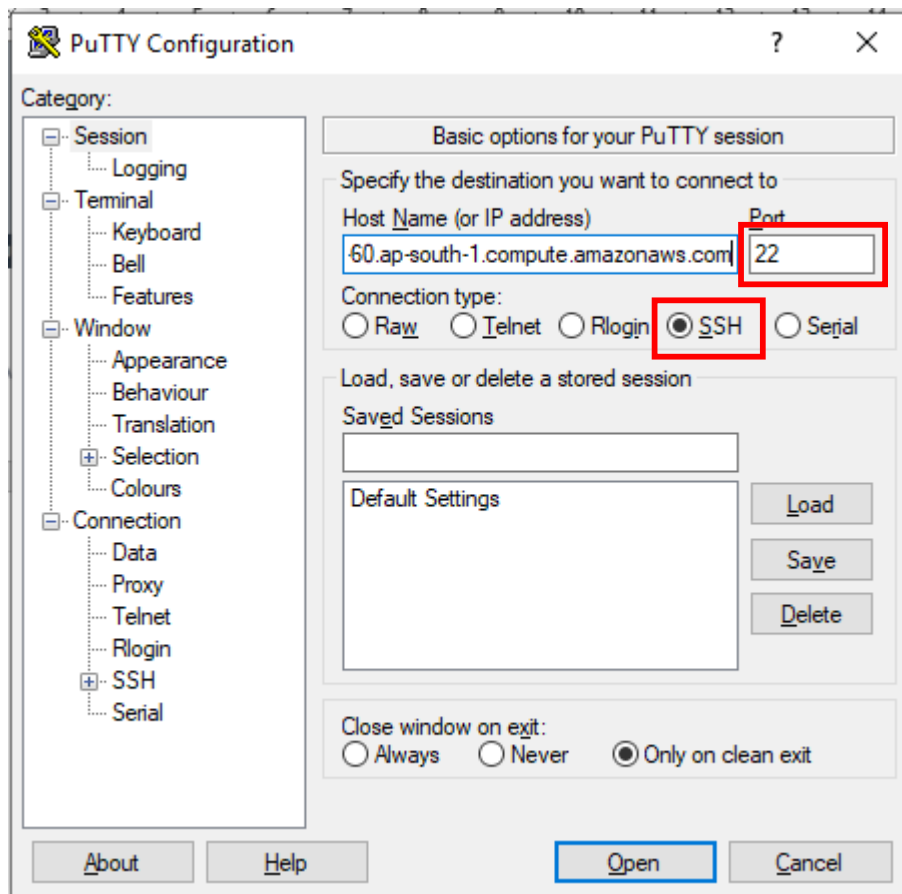 PuTTY Configuration
?
Category:
Session
Logging
Terminal
Keyboard
Bell
Features
Window
Appearance
Behaviour
Translation
Selection
Colours
Connection
Data
Proxy
Telnet
Rlogin
SSH
Serial
Basic options for your PuTTY session
Specify the destination you want to connect to
Host Name (or IP address) Port
60.ap-south-1.compute.amazonaws.com 22
Connection type:
Raw Telnet Rlogin SSH Serial
Load, save or delete a stored session
Saved Sessions
Default Settings
Load
Save
Delete
Close window on exit:
Always Never Only on clean exit
About Help Open Cancel